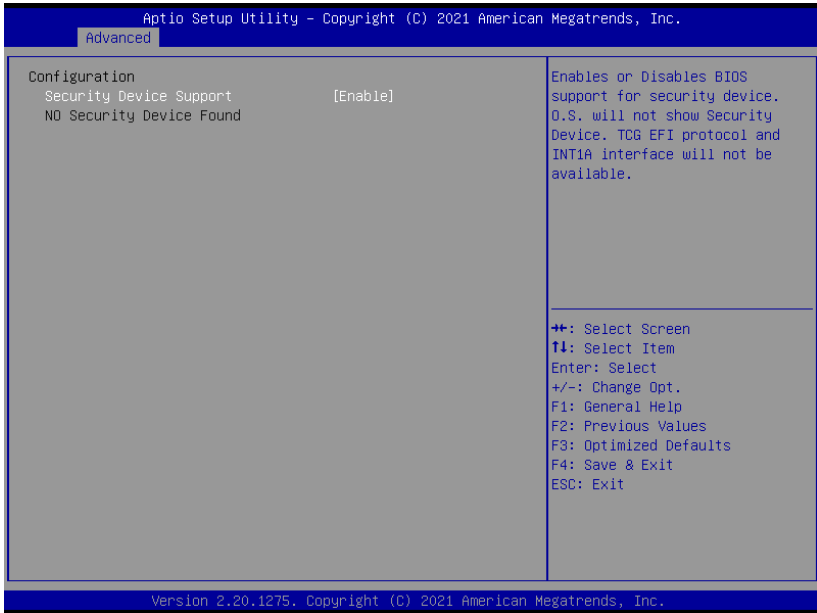 Aptio Setup Utility – Copyright (C) 2021 American Megatrends, Inc.
Advanced
Configuration
Security Device Support [Enable]
NO Security Device Found
Enables or Disables BIOS
support for security device.
O.S. will not show Security
Device. TCG EFI protocol and
INT1A interface will not be
available.
→←: Select Screen
↑↓: Select Item
Enter: Select
+/-: Change Opt.
F1: General Help
F2: Previous Values
F3: Optimized Defaults
F4: Save & Exit
ESC: Exit
Version 2.20.1275. Copyright (C) 2021 American Megatrends, Inc.